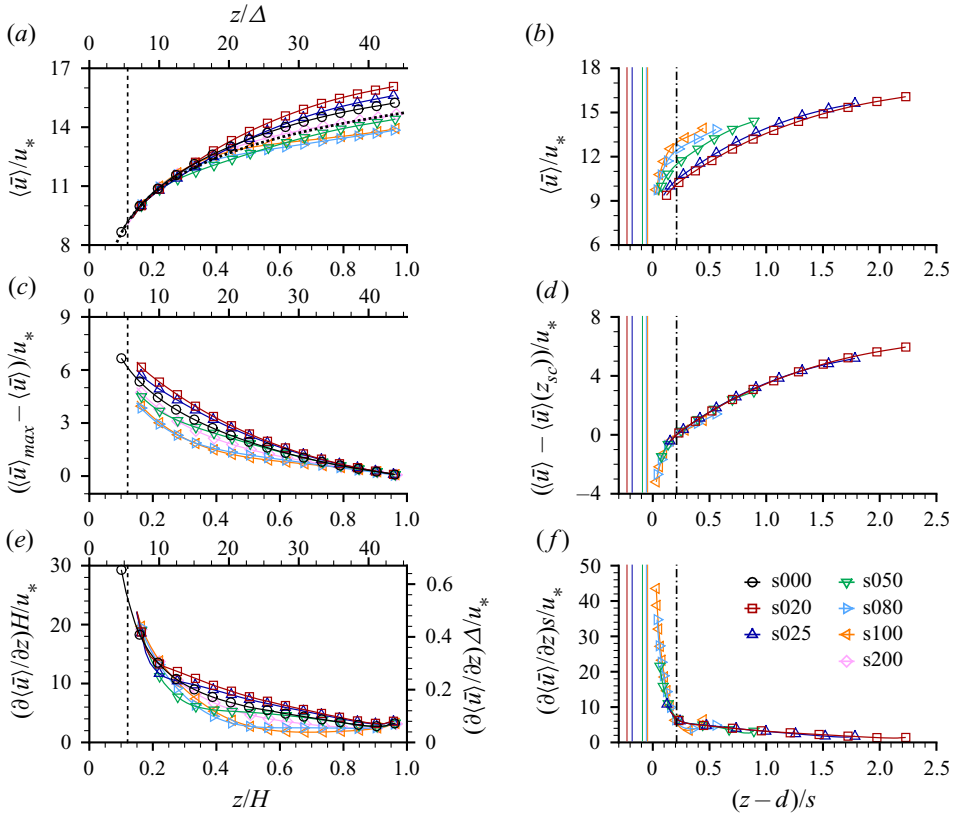 z/Δ
(a)
0 10 20 30 40
17
14
11
8
⟨ū⟩/u*
0 0.2 0.4 0.6 0.8 1.0
(b)
18
15
12
9
6
⟨ū⟩/u*
0 0.5 1.0 1.5 2.0 2.5
(c)
0 10 20 30 40
9
6
3
0
(⟨ū⟩max − ⟨ū⟩)/u*
0 0.2 0.4 0.6 0.8 1.0
(d)
8
4
0
−4
(⟨ū⟩ − ⟨ū⟩(zsc))/u*
0 0.5 1.0 1.5 2.0 2.5
(e)
0 10 20 30 40
30
20
10
0
(∂⟨ū⟩/∂z)H/u*
0.6
0.4
0.2
0
(∂⟨ū⟩/∂z)Δ/u*
0 0.2 0.4 0.6 0.8 1.0
z/H
(f)
50
40
30
20
10
0
(∂⟨ū⟩/∂z)s/u*
s000 s050
s020 s080
s025 s100
s200
0 0.5 1.0 1.5 2.0 2.5
(z − d)/s